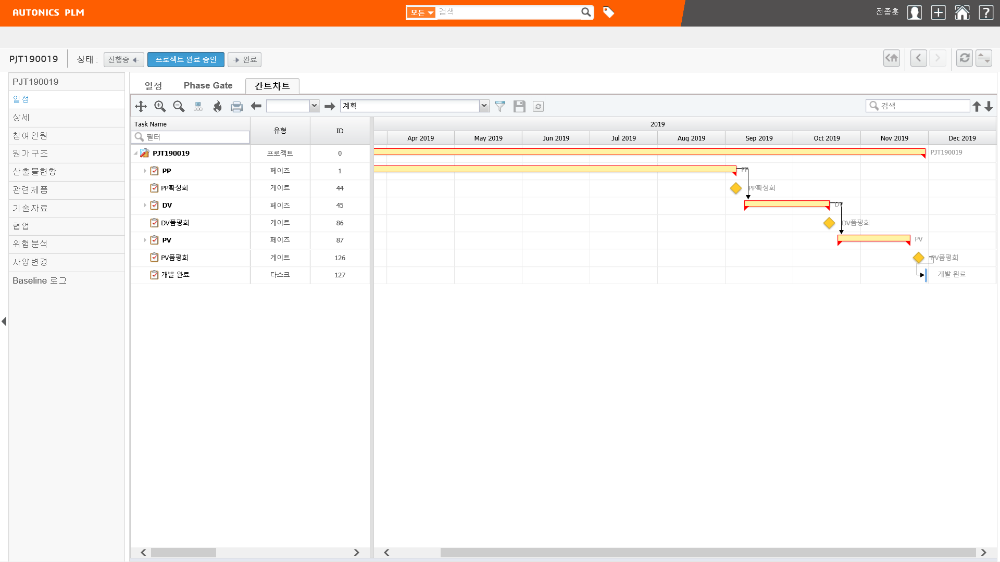 AUTONICS PLM
모든
검색
전종훈
PJT190019
상태 :
진행중
프로젝트 완료 승인
완료
PJT190019
일정
상세
참여인원
원가구조
산출물현황
관련제품
기술자료
협업
위험분석
사양변경
Baseline 로그
일정
Phase Gate
간트차트
계획
검색
Task Name
필터
유형
ID
2019
Apr 2019
May 2019
Jun 2019
Jul 2019
Aug 2019
Sep 2019
Oct 2019
Nov 2019
Dec 2019
PJT190019 프로젝트 0 PJT190019
PP 페이즈 1 PP
PP확정회 게이트 44 PP확정회
DV 페이즈 45 DV
DV품평회 게이트 86 DV품평회
PV 페이즈 87 PV
PV품평회 게이트 126 PV품평회
개발 완료 타스크 127 개발 완료